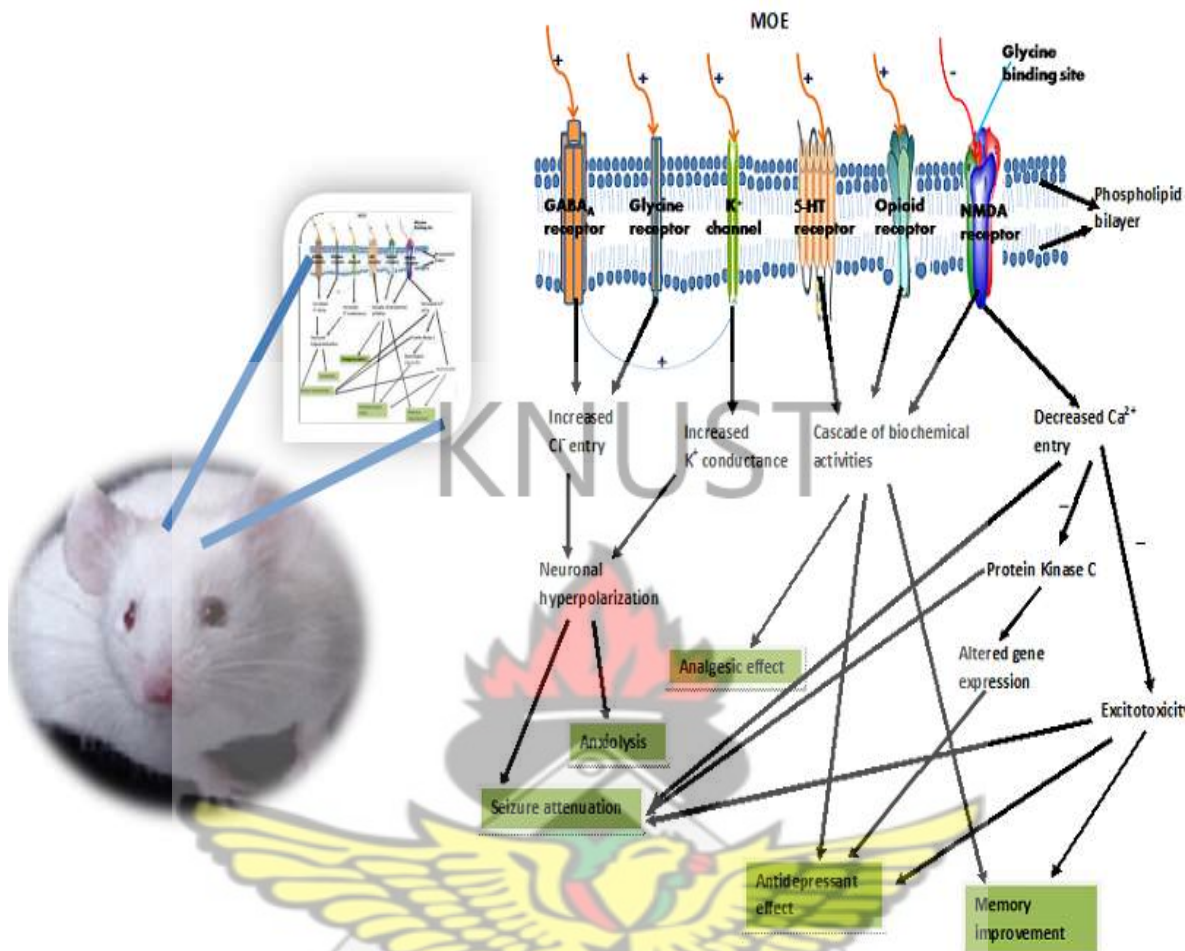 MOE
+
+
+
+
+
-
Glycine
binding site
GABA_A
receptor
Glycine
receptor
K⁺
channel
5-HT
receptor
Opioid
receptor
NMDA
receptor
Phospholipid
bilayer
+
KNUST
Increased
Cl⁻ entry
Increased
K⁺ conductance
Cascade of biochemical
activities
Decreased Ca²⁺
entry
–
–
Neuronal
hyperpolarization
Protein Kinase C
Analgesic effect
Altered gene
expression
Excitotoxicity
Anxiolysis
Seizure attenuation
Antidepressant
effect
Memory
improvement